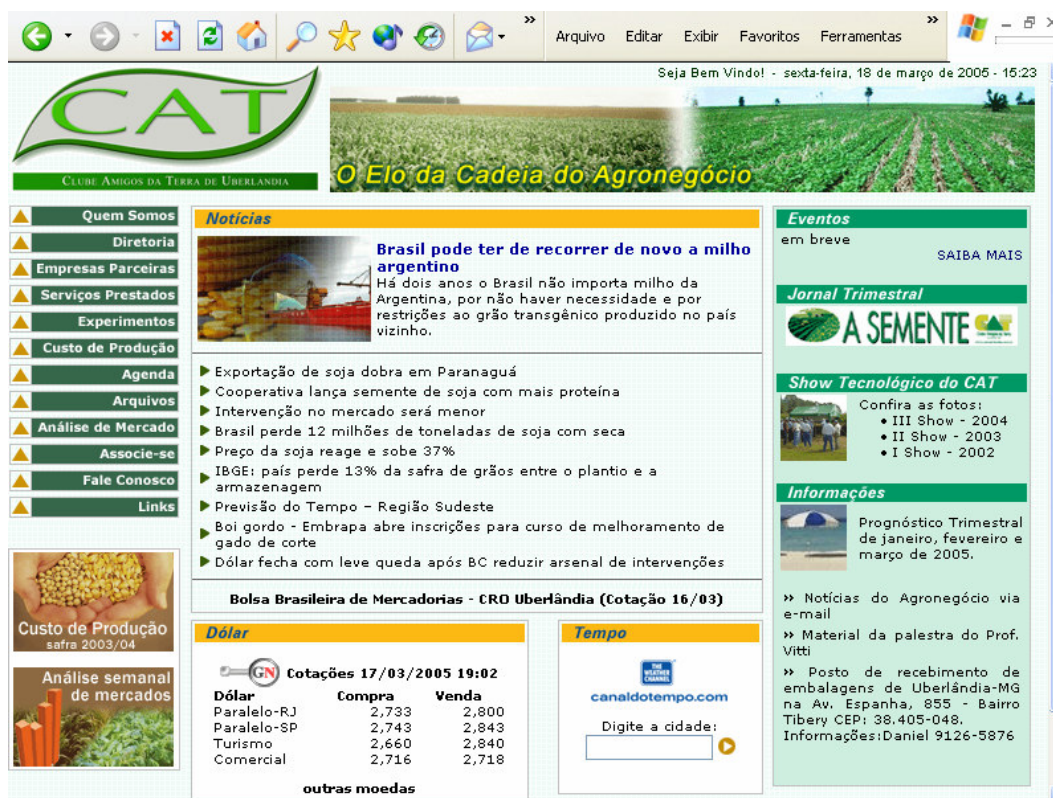 »
Arquivo Editar Exibir Favoritos Ferramentas
»
Seja Bem Vindo! - sexta-feira, 18 de março de 2005 - 15:23
CAT
CLUBE AMIGOS DA TERRA DE UBERLANDIA
O Elo da Cadeia do Agronegócio
Quem Somos
Diretoria
Empresas Parceiras
Serviços Prestados
Experimentos
Custo de Produção
Agenda
Arquivos
Análise de Mercado
Associe-se
Fale Conosco
Links
Custo de Produção
safra 2003/04
Análise semanal
de mercados
Notícias
Brasil pode ter de recorrer de novo a milho
argentino
Há dois anos o Brasil não importa milho da
Argentina, por não haver necessidade e por
restrições ao grão transgênico produzido no país
vizinho.
Exportação de soja dobra em Paranaguá
Cooperativa lança semente de soja com mais proteína
Intervenção no mercado será menor
Brasil perde 12 milhões de toneladas de soja com seca
Preço da soja reage e sobe 37%
IBGE: país perde 13% da safra de grãos entre o plantio e a
armazenagem
Previsão do Tempo – Região Sudeste
Boi gordo - Embrapa abre inscrições para curso de melhoramento de
gado de corte
Dólar fecha com leve queda após BC reduzir arsenal de intervenções
Bolsa Brasileira de Mercadorias - CRO Uberlândia (Cotação 16/03)
Dólar
GN Cotações 17/03/2005 19:02
Dólar Compra Venda
Paralelo-RJ 2,733 2,800
Paralelo-SP 2,743 2,843
Turismo 2,660 2,840
Comercial 2,716 2,718
outras moedas
Tempo
THE
WEATHER
CHANNEL
canaldotempo.com
Digite a cidade:
Eventos
em breve
SAIBA MAIS
Jornal Trimestral
A SEMENTE CAT
Show Tecnológico do CAT
Confira as fotos:
• III Show - 2004
• II Show - 2003
• I Show - 2002
Informações
Prognóstico Trimestral
de janeiro, fevereiro e
março de 2005.
» Notícias do Agronegócio via
e-mail
» Material da palestra do Prof.
Vitti
» Posto de recebimento de
embalagens de Uberlândia-MG
na Av. Espanha, 855 - Bairro
Tibery CEP: 38.405-048.
Informações:Daniel 9126-5876